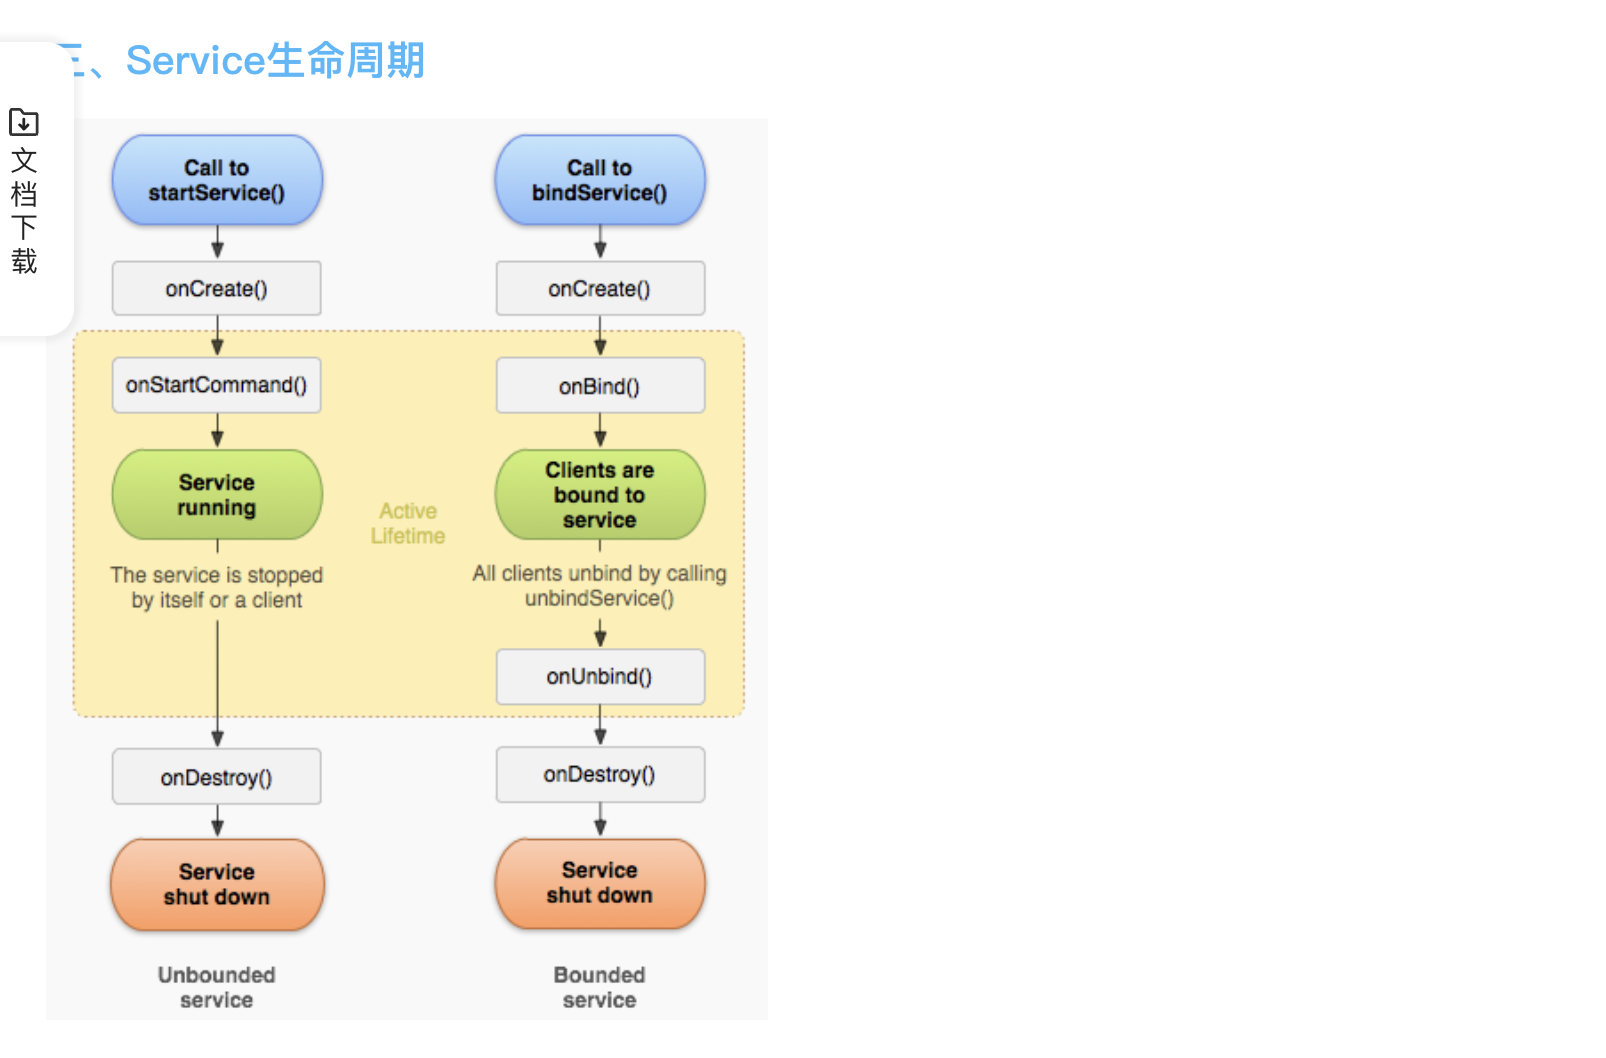 三、Service生命周期
文
档
下
载
Call to
startService()
onCreate()
onStartCommand()
Service
running
The service is stopped
by itself or a client
onDestroy()
Service
shut down
Unbounded
service
Active
Lifetime
Call to
bindService()
onCreate()
onBind()
Clients are
bound to
service
All clients unbind by calling
unbindService()
onUnbind()
onDestroy()
Service
shut down
Bounded
service